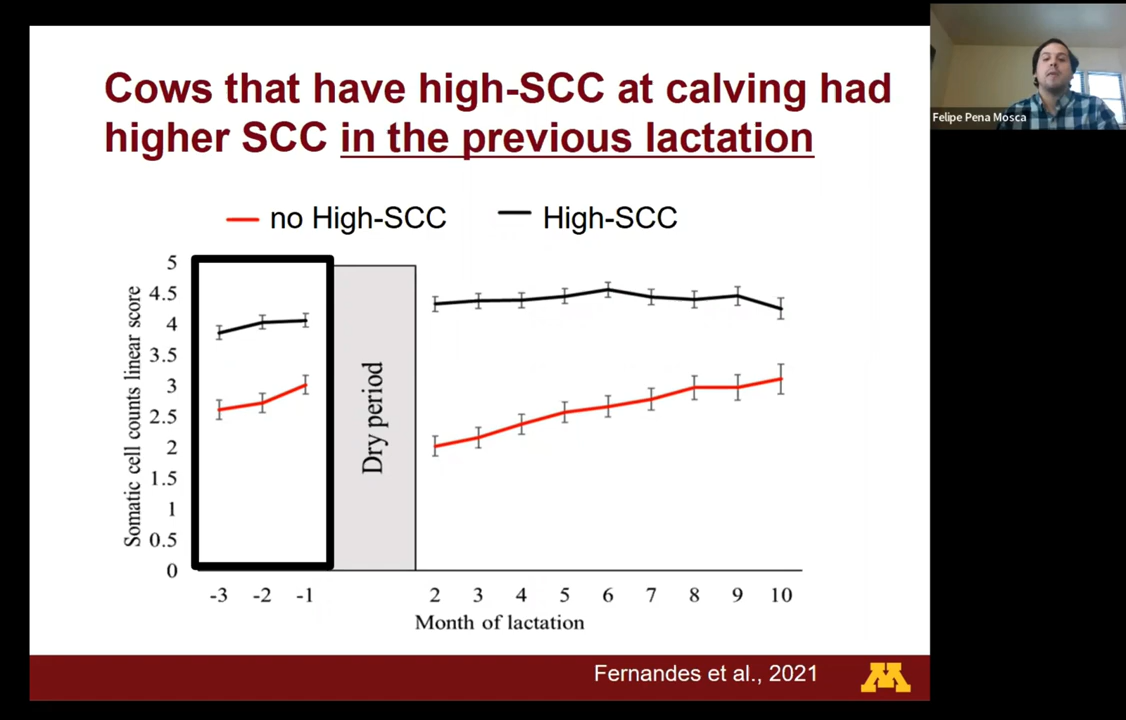 Cows that have high-SCC at calving had
higher SCC in the previous lactation
Felipe Pena Mosca
no High-SCC
High-SCC
Somatic cell counts linear score
5
4.5
4
3.5
3
2.5
2
1.5
1
0.5
0
Dry period
-3 -2 -1 2 3 4 5 6 7 8 9 10
Month of lactation
Fernandes et al., 2021
M